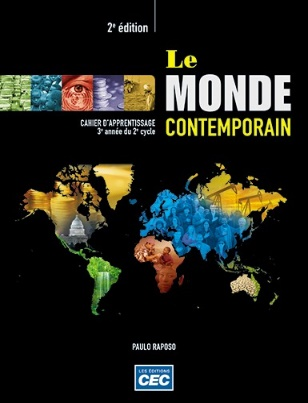 2e édition
Le
MONDE
CONTEMPORAIN
CAHIER D'APPRENTISSAGE
3e année du 2e cycle
PAULO RAPOSO
LES ÉDITIONS
CEC